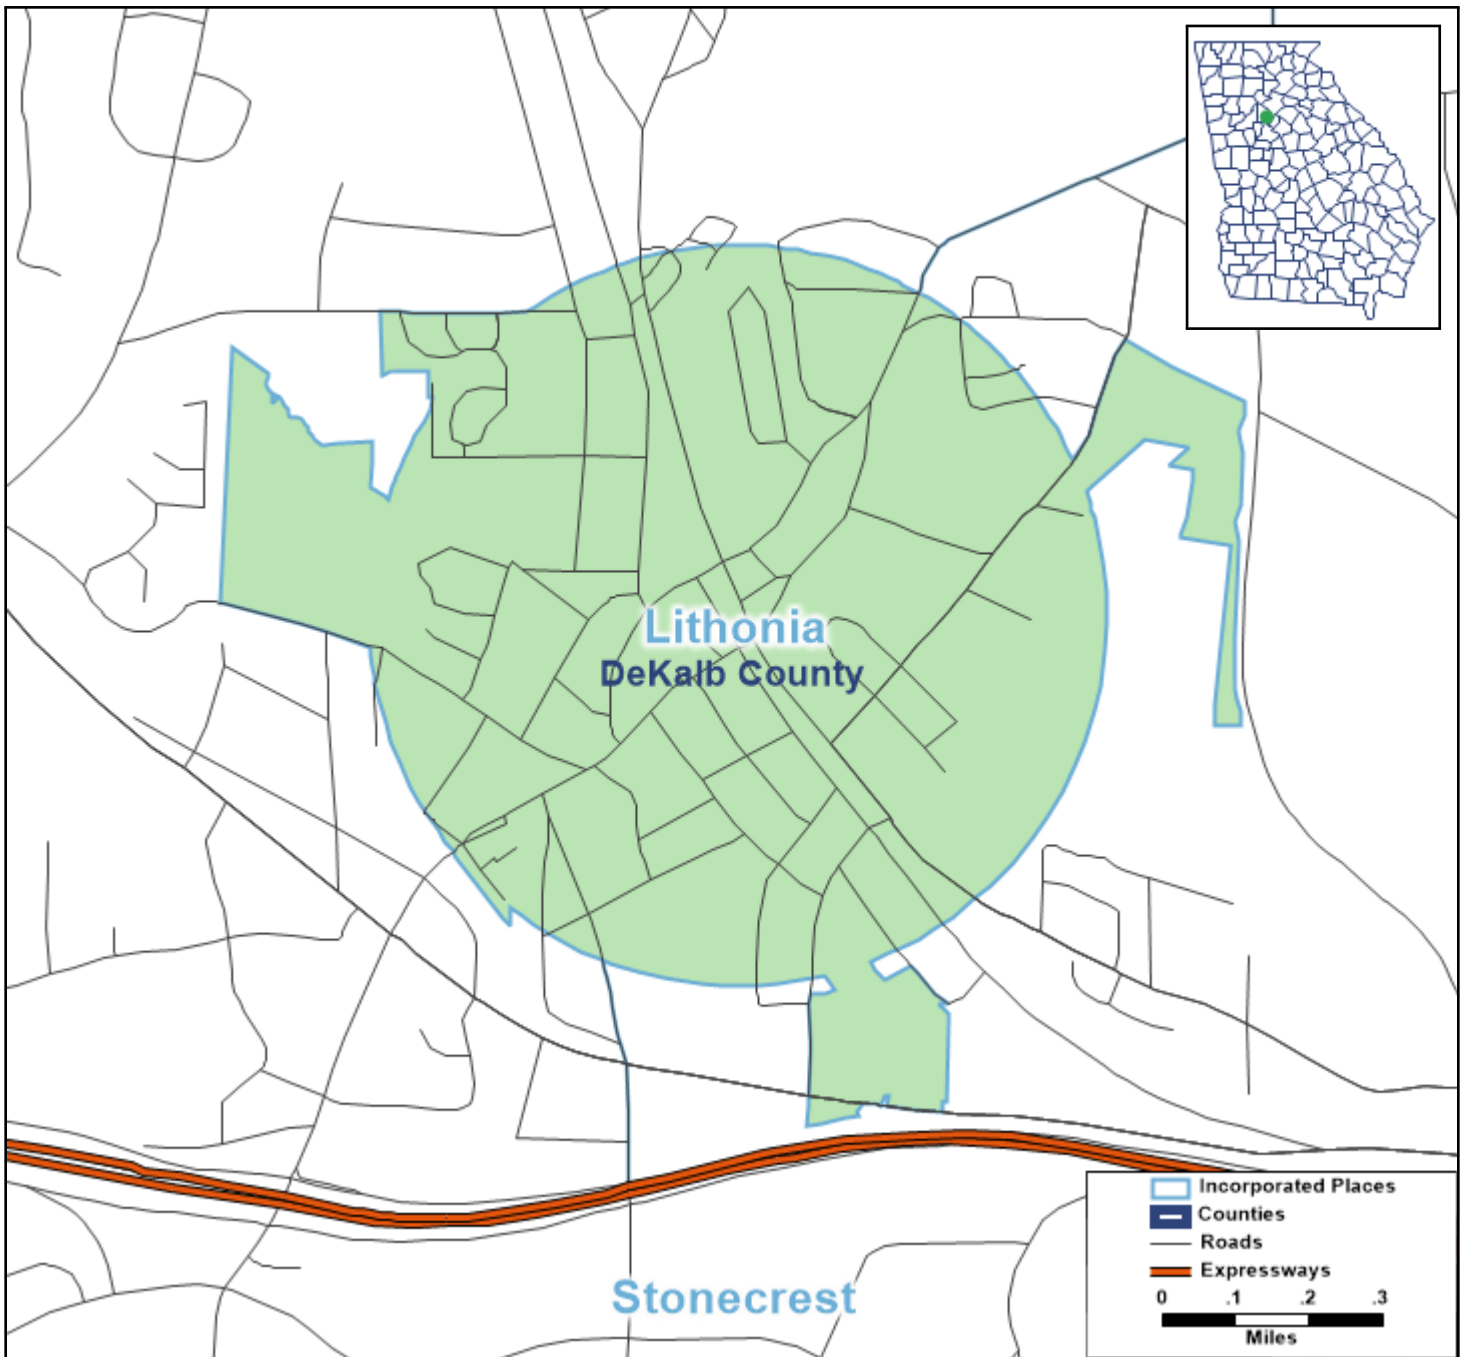 Lithonia
DeKalb County
Stonecrest
Incorporated Places
Counties
Roads
Expressways
0 .1 .2 .3
Miles